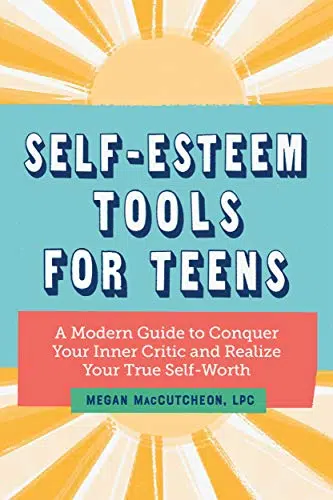 SELF-ESTEEM
TOOLS
FOR TEENS
A Modern Guide to Conquer
Your Inner Critic and Realize
Your True Self-Worth
MEGAN MacCUTCHEON, LPC